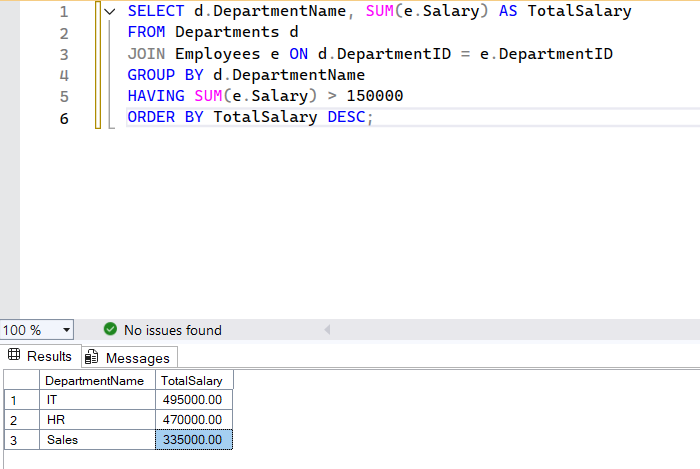 1 SELECT d.DepartmentName, SUM(e.Salary) AS TotalSalary
2 FROM Departments d
3 JOIN Employees e ON d.DepartmentID = e.DepartmentID
4 GROUP BY d.DepartmentName
5 HAVING SUM(e.Salary) > 150000
6 ORDER BY TotalSalary DESC;
100 % No issues found
Results Messages
DepartmentName TotalSalary
1 IT 495000.00
2 HR 470000.00
3 Sales 335000.00